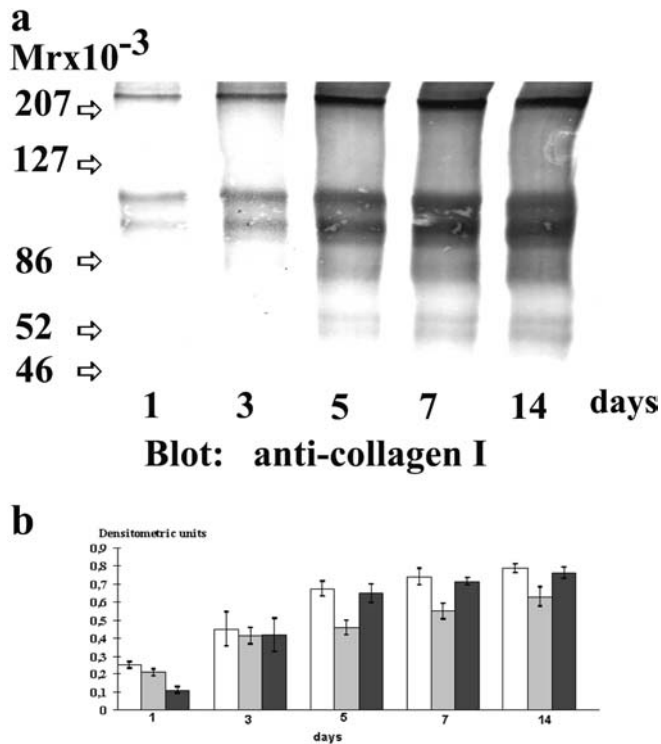 a
Mrx10-3
207
127
86
52
46
1 3 5 7 14 days
Blot: anti-collagen I
b
Densitometric units
0,9
0,8
0,7
0,6
0,5
0,4
0,3
0,2
0,1
0
1 3 5 7 14
days